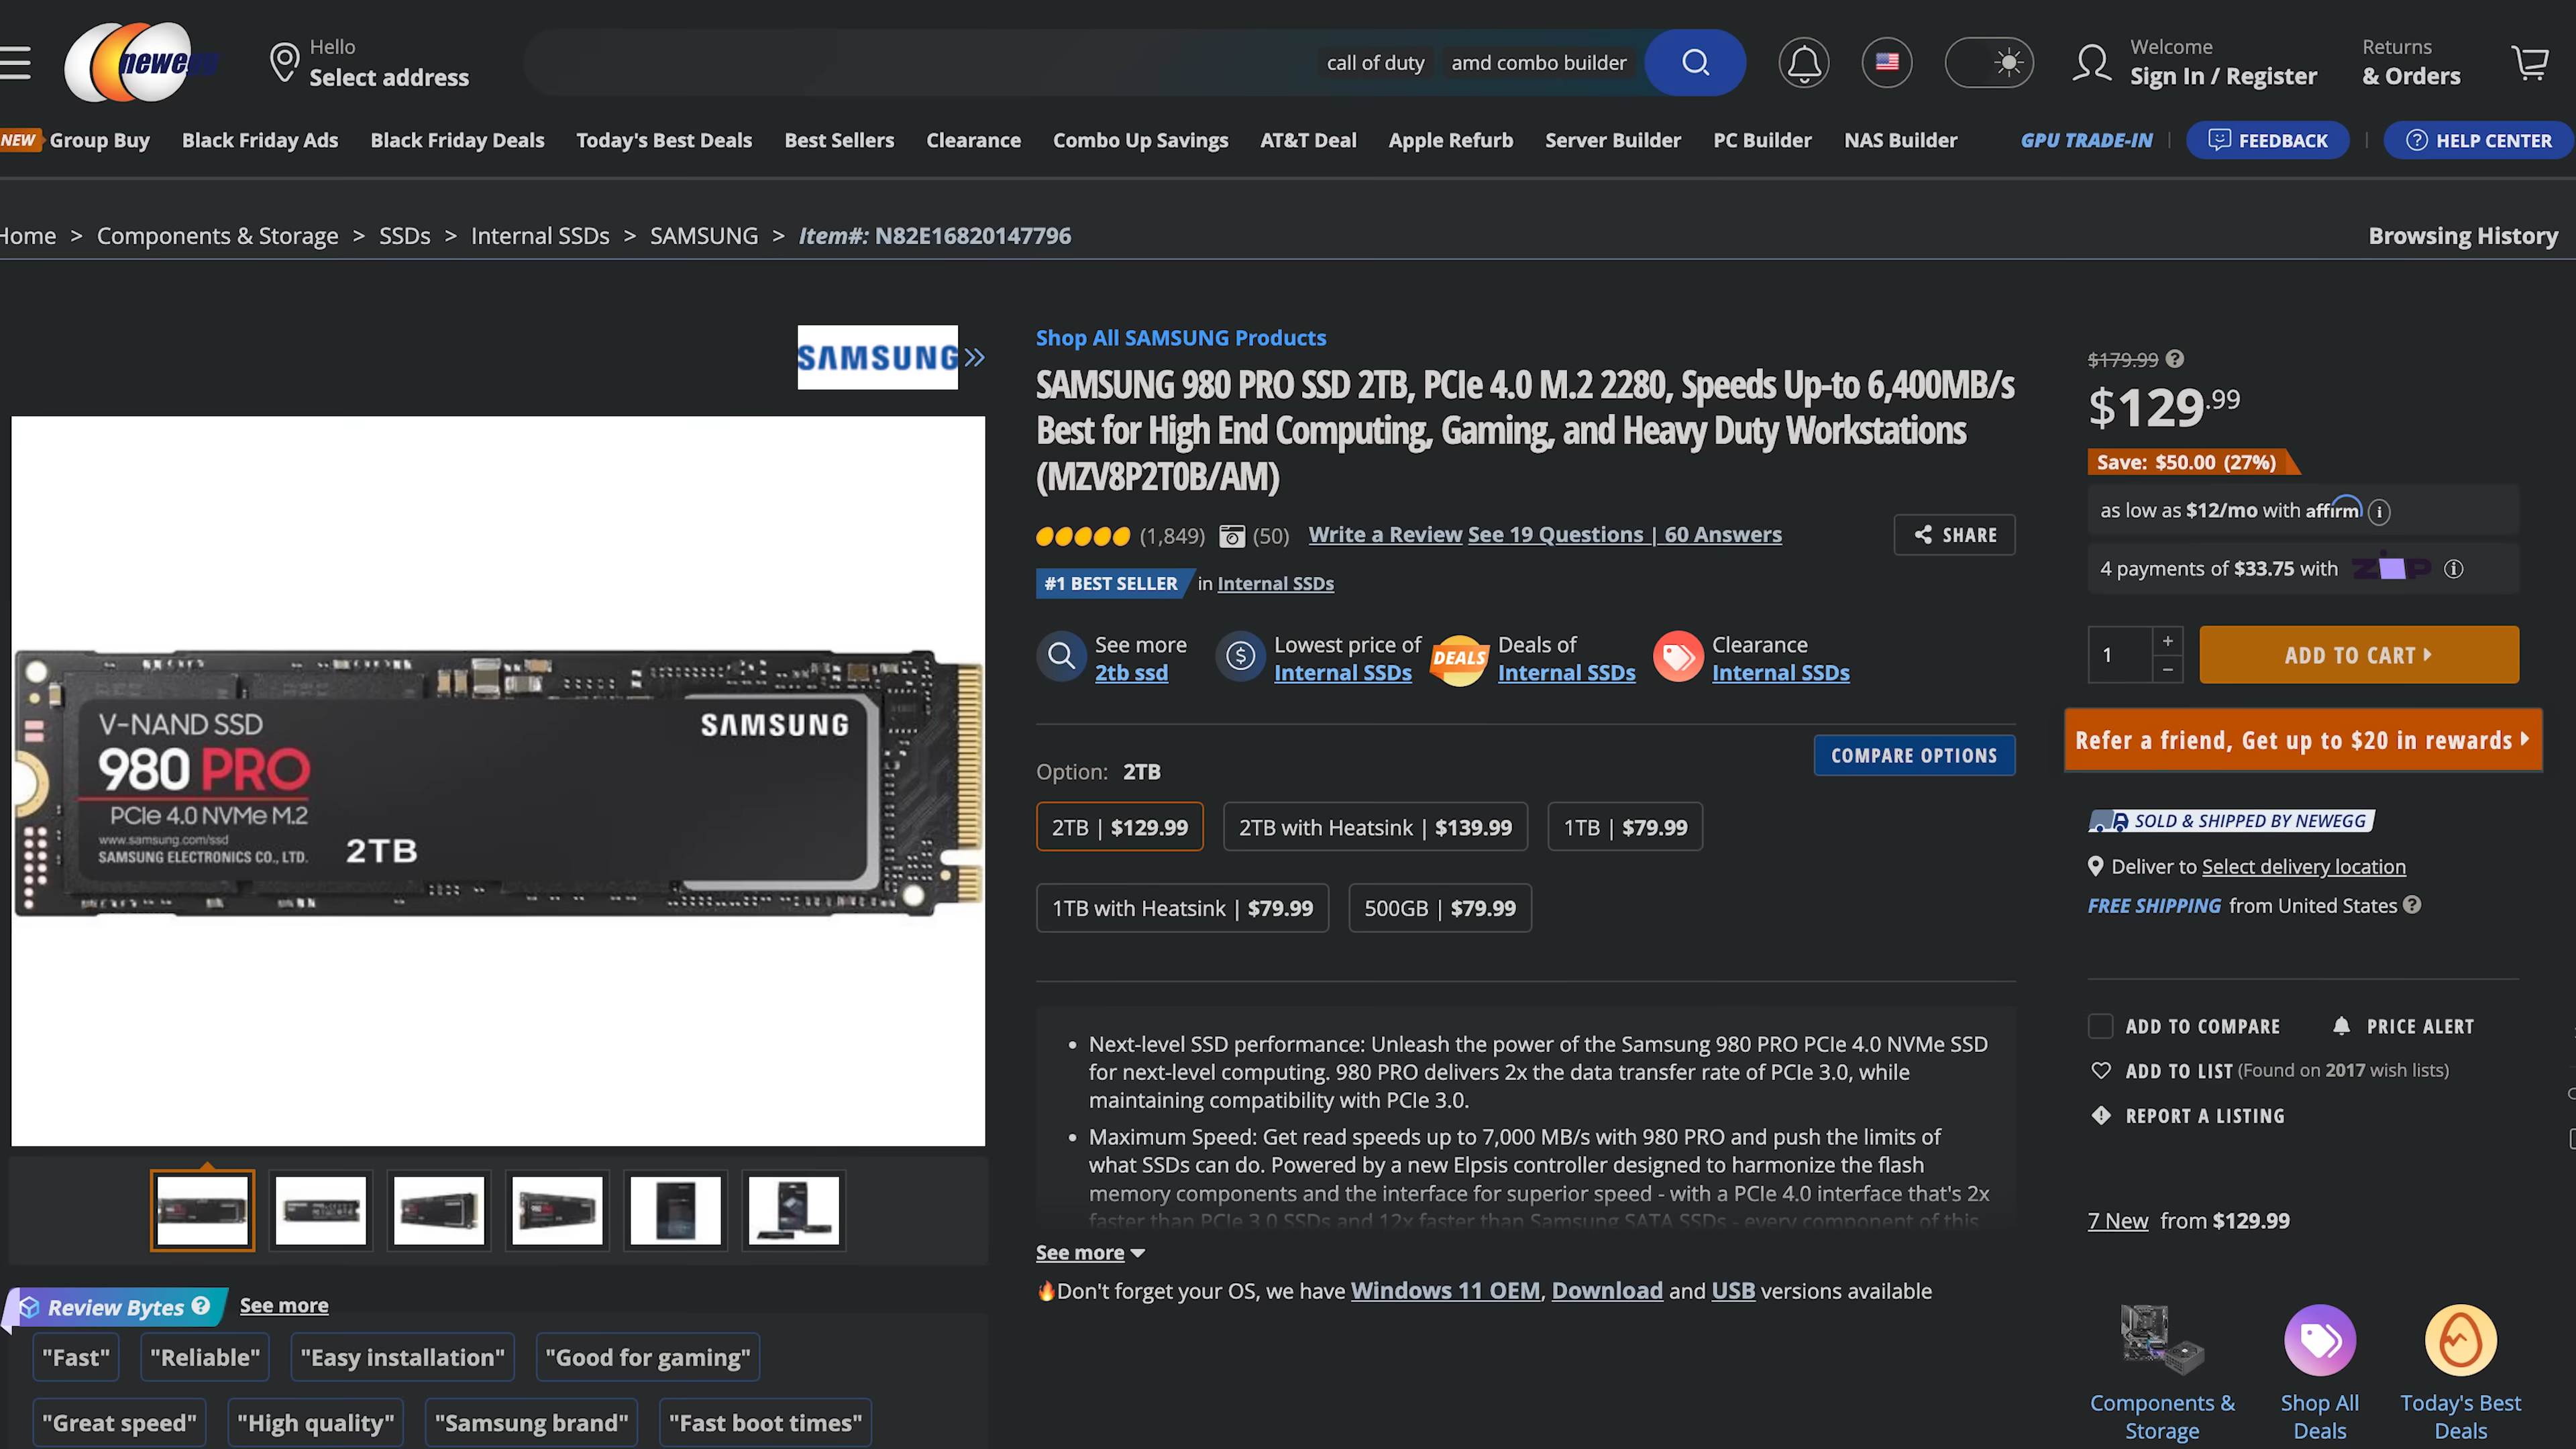 newegg
Hello
Select address
call of duty
amd combo builder
Welcome
Sign In / Register
Returns
& Orders
NEW Group Buy
Black Friday Ads
Black Friday Deals
Today's Best Deals
Best Sellers
Clearance
Combo Up Savings
AT&T Deal
Apple Refurb
Server Builder
PC Builder
NAS Builder
GPU TRADE-IN
FEEDBACK
HELP CENTER
Home > Components & Storage > SSDs > Internal SSDs > SAMSUNG > Item#: N82E16820147796
Browsing History
SAMSUNG
V-NAND SSD
980 PRO
PCIe 4.0 NVMe M.2
www.samsung.com/ssd
SAMSUNG ELECTRONICS CO., LTD.
2TB
SAMSUNG
Review Bytes ?
See more
"Fast"
"Reliable"
"Easy installation"
"Good for gaming"
"Great speed"
"High quality"
"Samsung brand"
"Fast boot times"
Shop All SAMSUNG Products
SAMSUNG 980 PRO SSD 2TB, PCIe 4.0 M.2 2280, Speeds Up-to 6,400MB/s
Best for High End Computing, Gaming, and Heavy Duty Workstations
(MZV8P2T0B/AM)
(1,849) (50) Write a Review See 19 Questions | 60 Answers
SHARE
#1 BEST SELLER in Internal SSDs
See more
2tb ssd
Lowest price of
Internal SSDs
DEALS
Deals of
Internal SSDs
Clearance
Internal SSDs
Option: 2TB
COMPARE OPTIONS
2TB | $129.99
2TB with Heatsink | $139.99
1TB | $79.99
1TB with Heatsink | $79.99
500GB | $79.99
• Next-level SSD performance: Unleash the power of the Samsung 980 PRO PCIe 4.0 NVMe SSD
for next-level computing. 980 PRO delivers 2x the data transfer rate of PCIe 3.0, while
maintaining compatibility with PCIe 3.0.
• Maximum Speed: Get read speeds up to 7,000 MB/s with 980 PRO and push the limits of
what SSDs can do. Powered by a new Elpsis controller designed to harmonize the flash
memory components and the interface for superior speed - with a PCIe 4.0 interface that's 2x
faster than PCIe 3.0 SSDs and 12x faster than Samsung SATA SSDs - every component of this
See more
Don't forget your OS, we have Windows 11 OEM, Download and USB versions available
$179.99 ?
$129.99
Save: $50.00 (27%)
as low as $12/mo with affirm
4 payments of $33.75 with ZIP
1
+
−
ADD TO CART
Refer a friend, Get up to $20 in rewards
SOLD & SHIPPED BY NEWEGG
Deliver to Select delivery location
FREE SHIPPING from United States ?
ADD TO COMPARE
PRICE ALERT
ADD TO LIST (Found on 2017 wish lists)
REPORT A LISTING
7 New from $129.99
Components &
Storage
Shop All
Deals
Today's Best
Deals